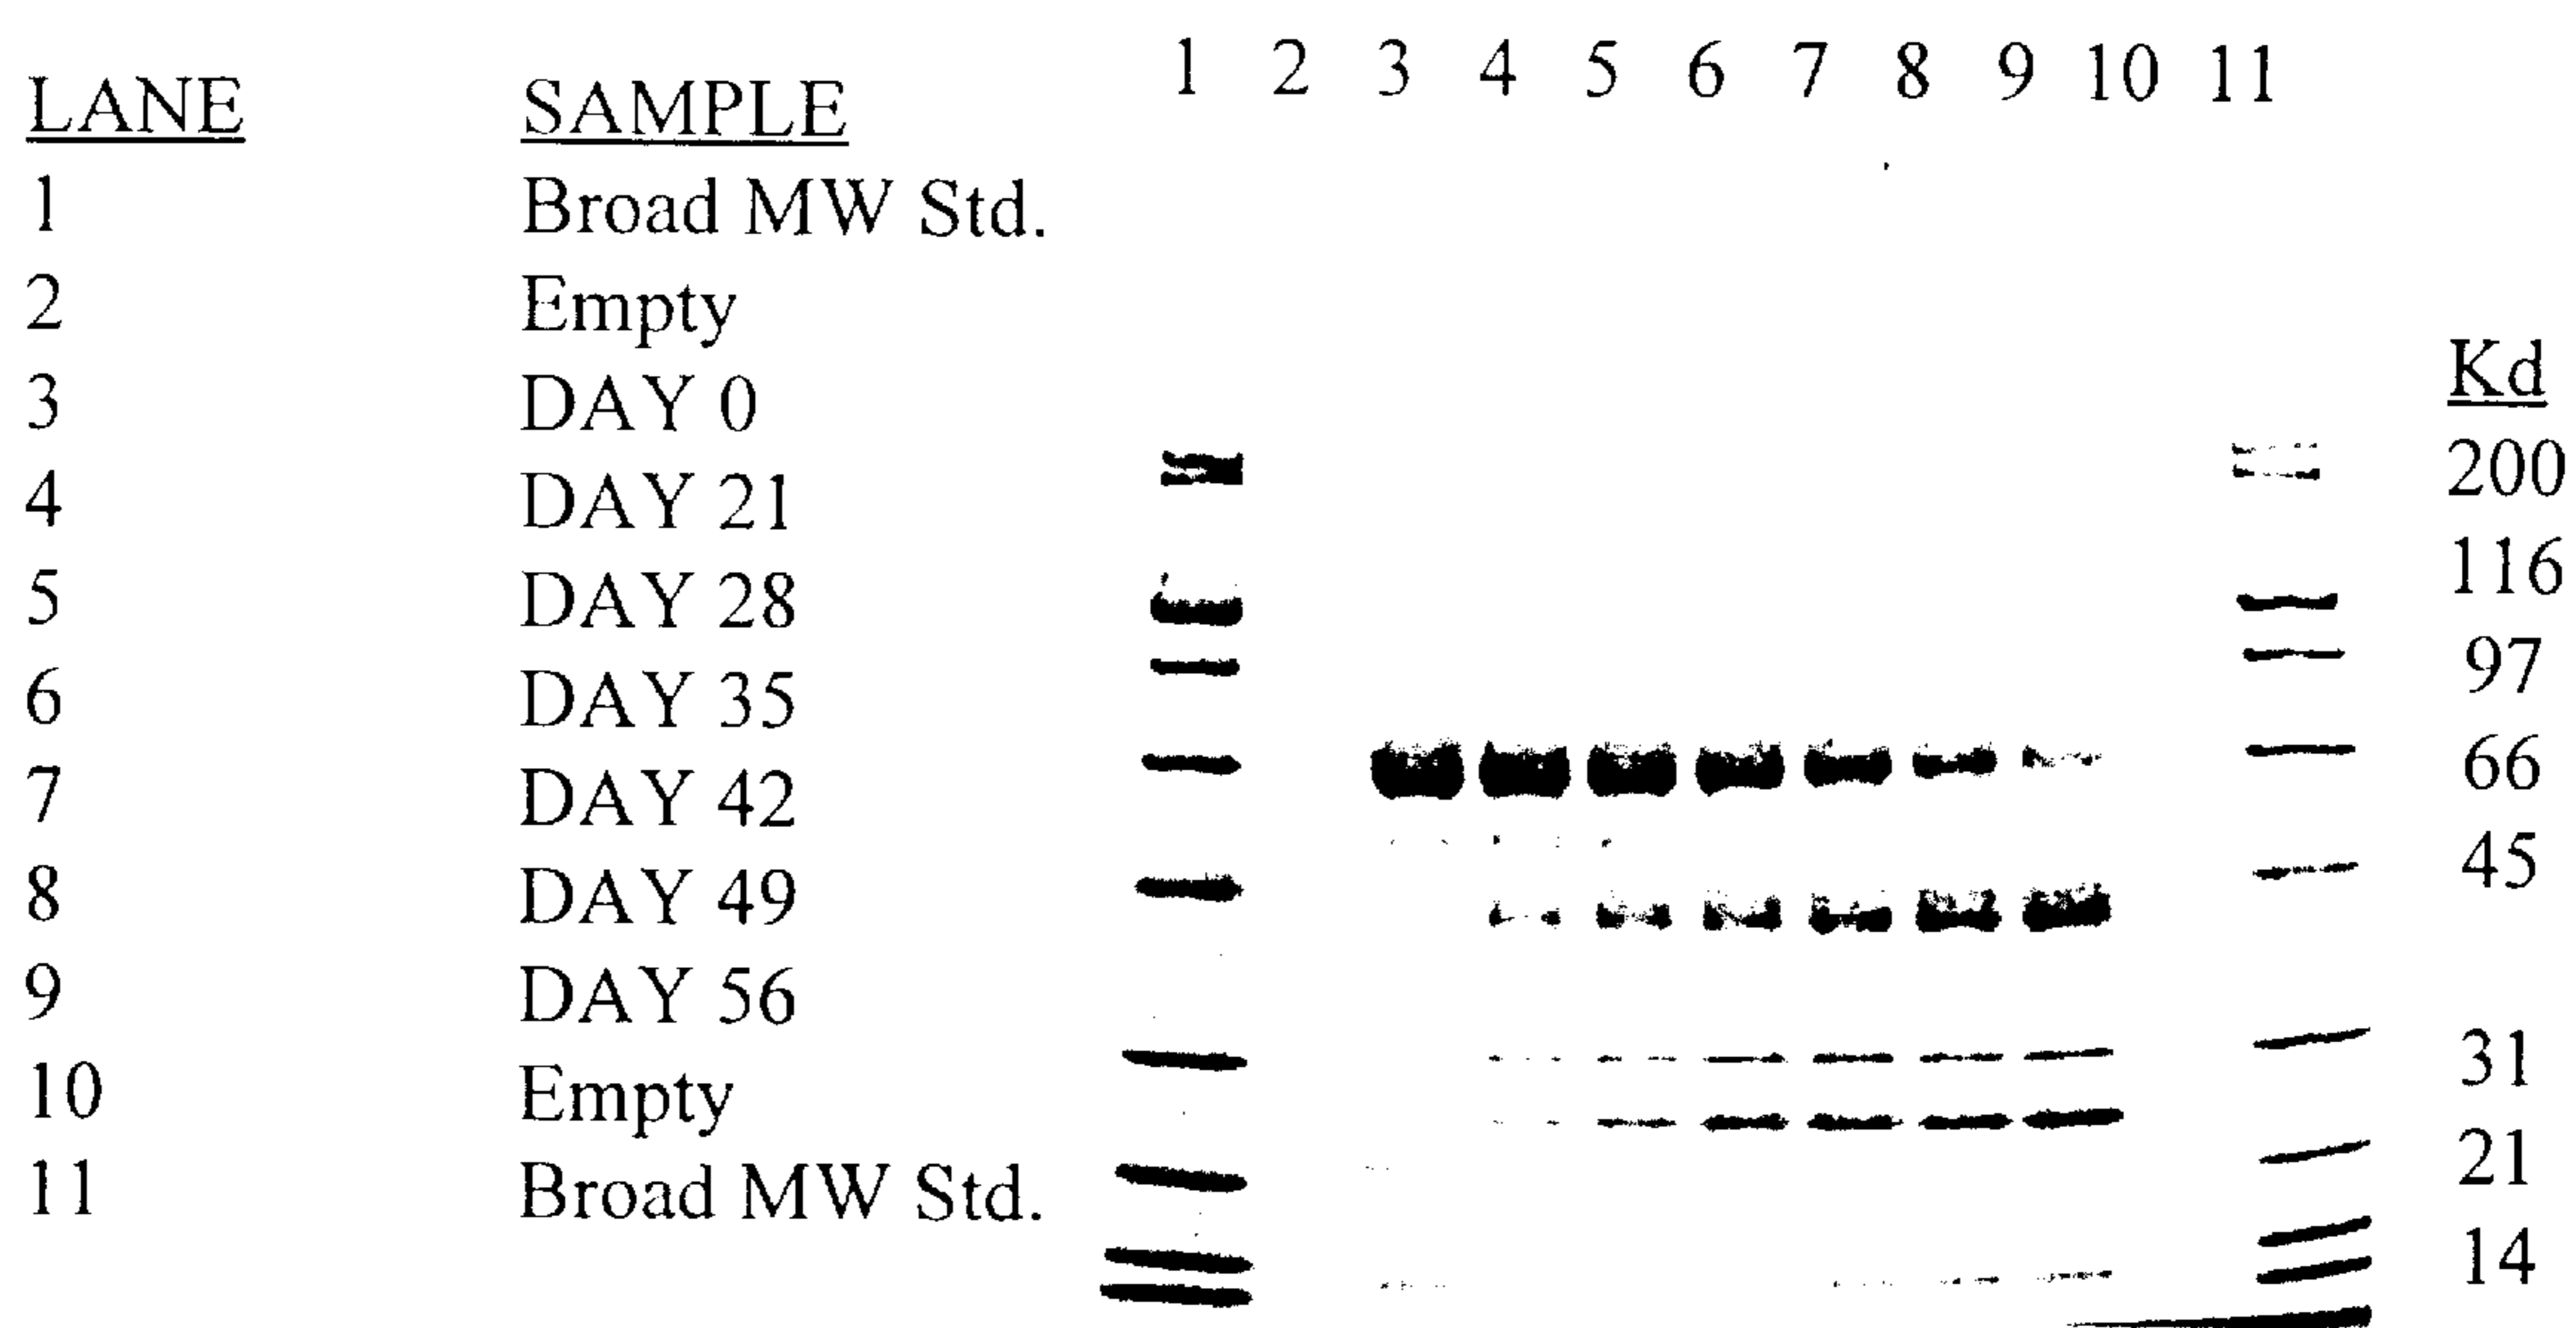 1 2 3 4 5 6 7 8 9 10 11
LANE SAMPLE
1 Broad MW Std.
2 Empty
3 DAY 0
4 DAY 21
5 DAY 28
6 DAY 35
7 DAY 42
8 DAY 49
9 DAY 56
10 Empty
11 Broad MW Std.
Kd
200
116
97
66
45
31
21
14